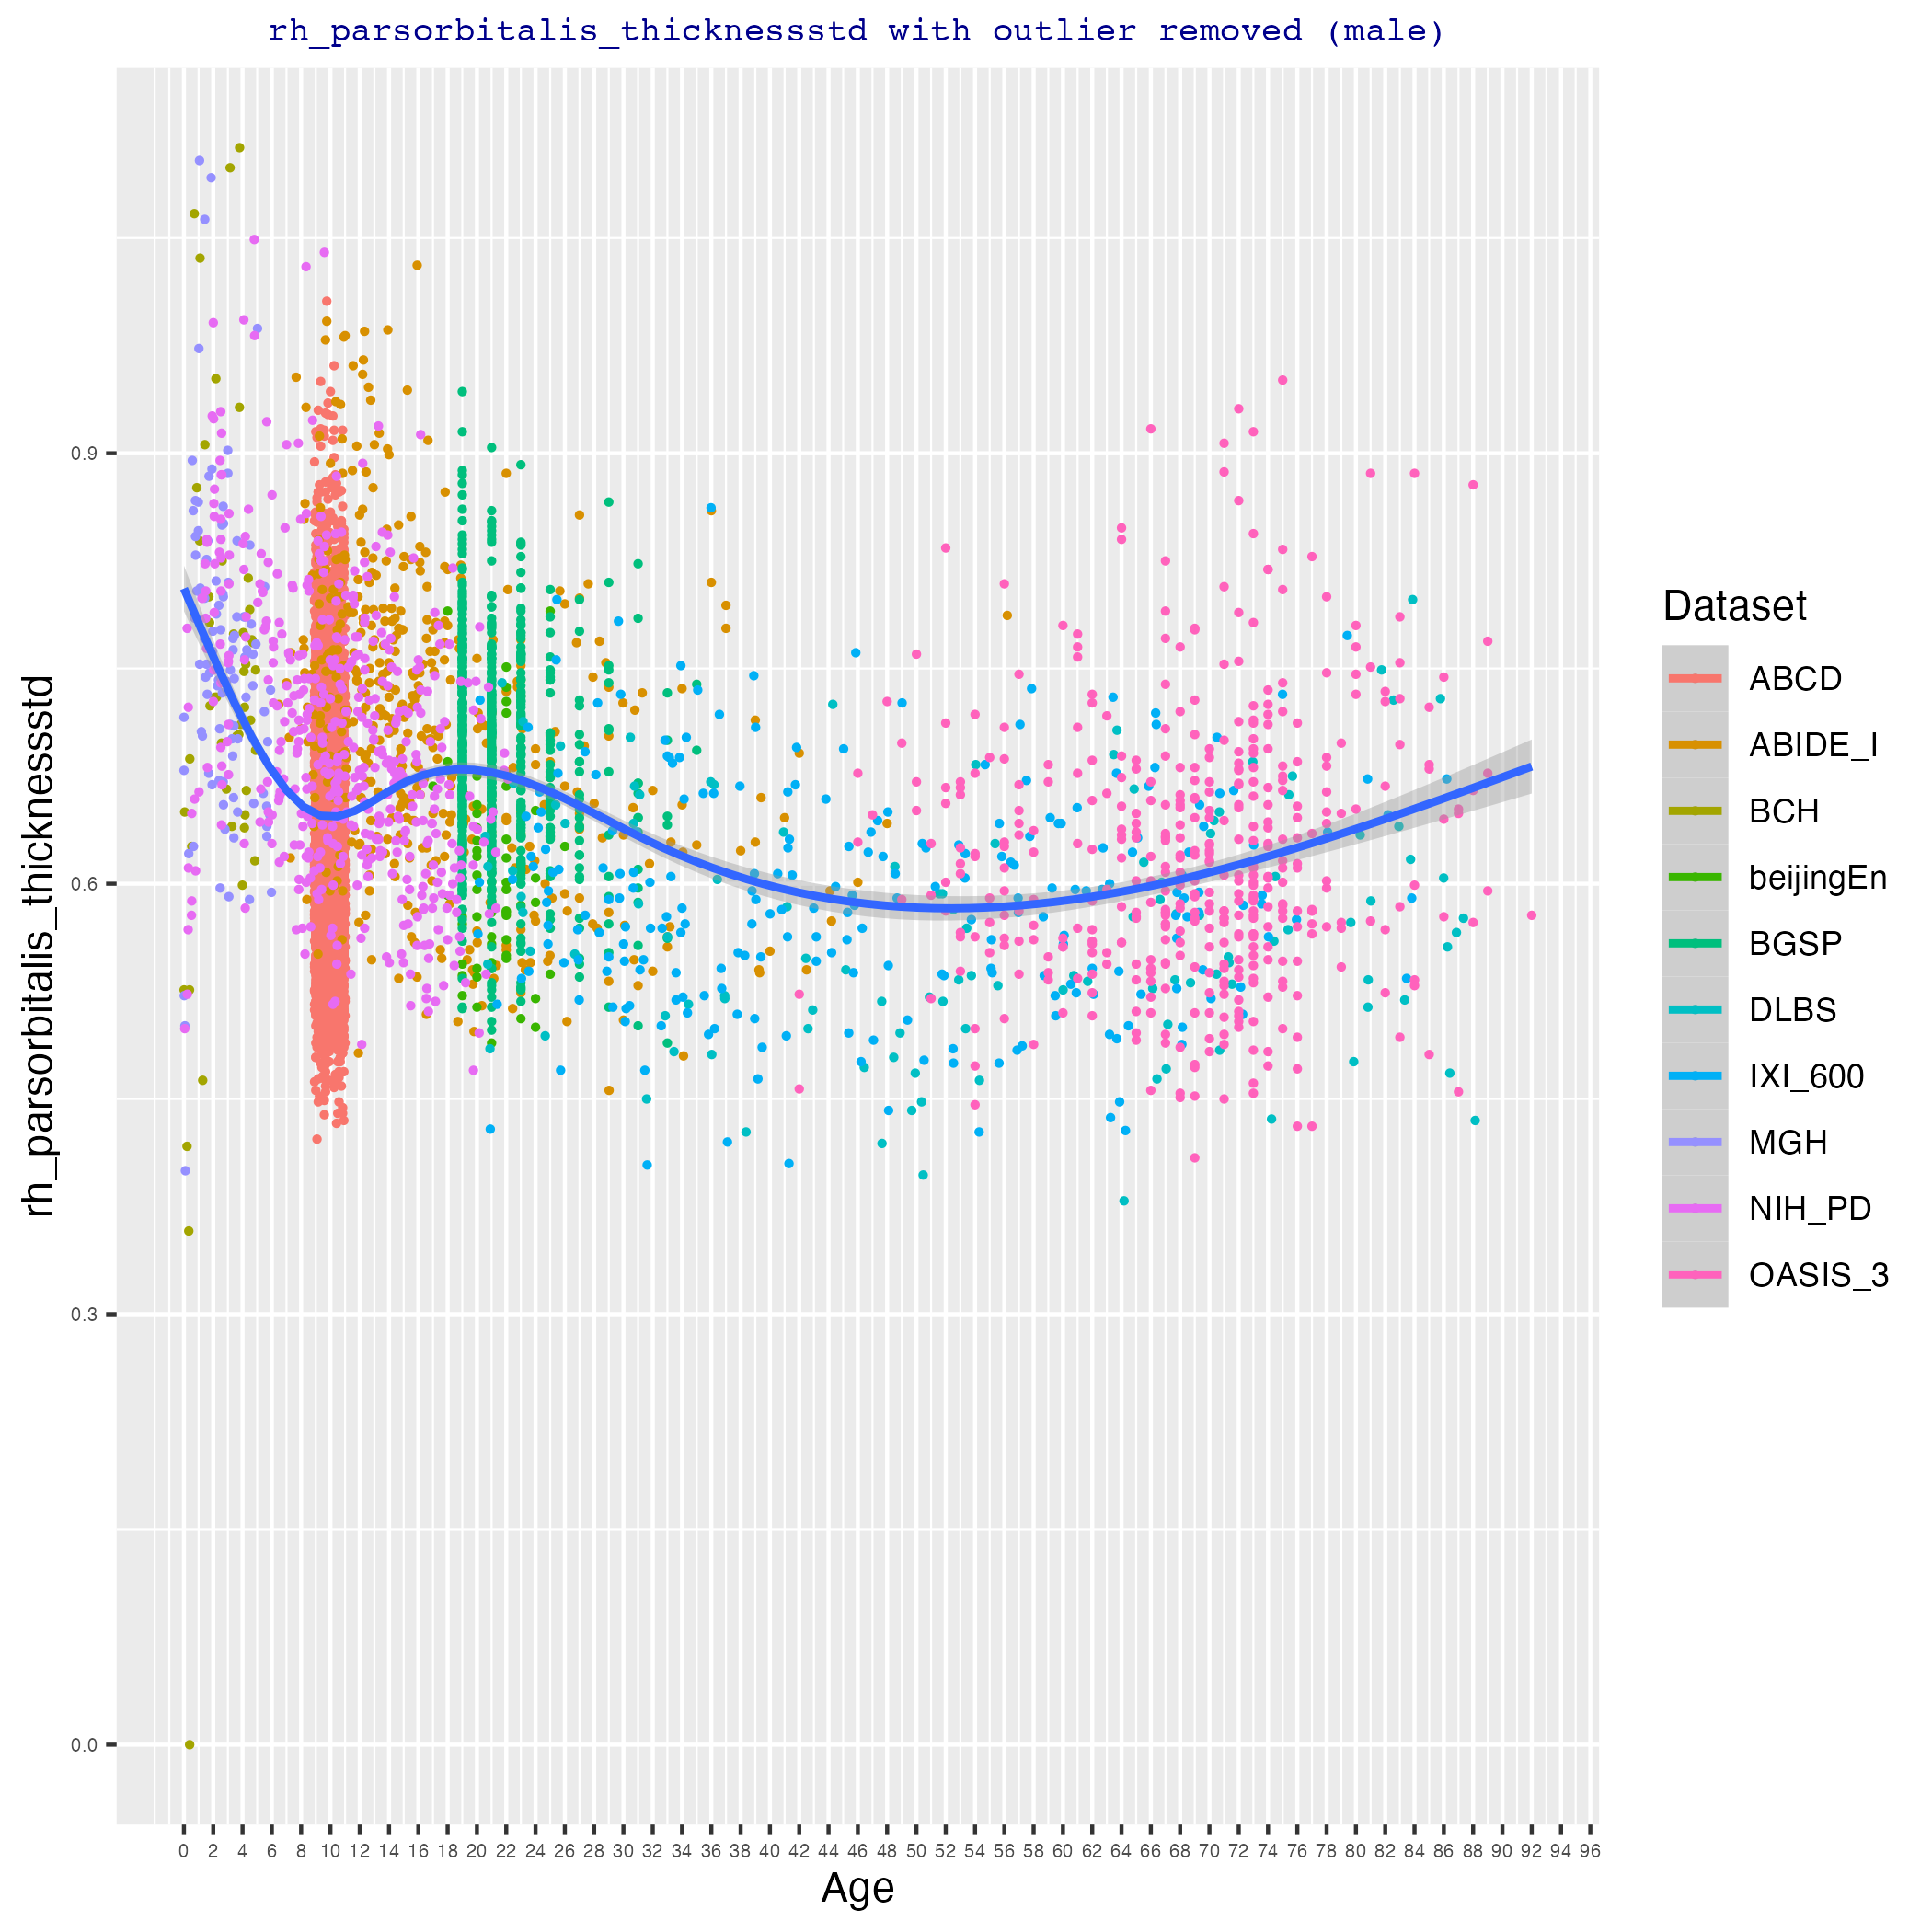 rh_parsorbitalis_thicknessstd with outlier removed (male)
rh_parsorbitalis_thicknessstd
0.9
0.6
0.3
0.0
0 2 4 6 8 10 12 14 16 18 20 22 24 26 28 30 32 34 36 38 40 42 44 46 48 50 52 54 56 58 60 62 64 66 68 70 72 74 76 78 80 82 84 86 88 90 92 94 96
Age
Dataset
ABCD
ABIDE_I
BCH
beijingEn
BGSP
DLBS
IXI_600
MGH
NIH_PD
OASIS_3